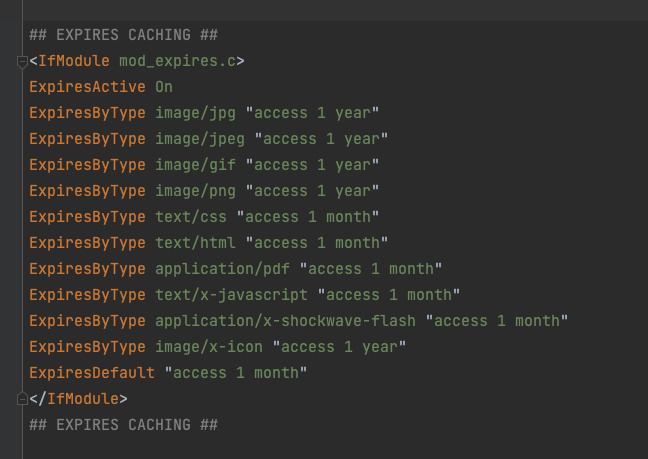 ## EXPIRES CACHING ##
<IfModule mod_expires.c>
ExpiresActive On
ExpiresByType image/jpg "access 1 year"
ExpiresByType image/jpeg "access 1 year"
ExpiresByType image/gif "access 1 year"
ExpiresByType image/png "access 1 year"
ExpiresByType text/css "access 1 month"
ExpiresByType text/html "access 1 month"
ExpiresByType application/pdf "access 1 month"
ExpiresByType text/x-javascript "access 1 month"
ExpiresByType application/x-shockwave-flash "access 1 month"
ExpiresByType image/x-icon "access 1 year"
ExpiresDefault "access 1 month"
</IfModule>
## EXPIRES CACHING ##